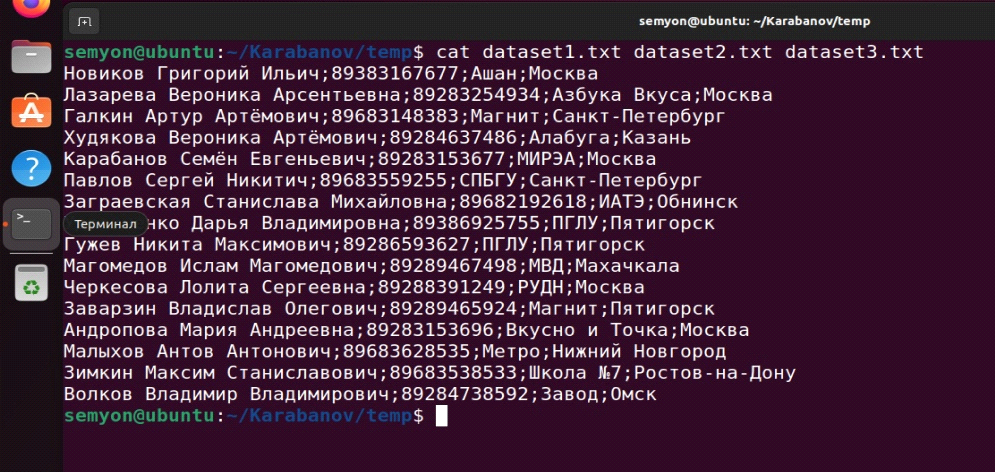 semyon@ubuntu: ~/Karabanov/temp
semyon@ubuntu:~/Karabanov/temp$ cat dataset1.txt dataset2.txt dataset3.txt
Новиков Григорий Ильич;89383167677;Ашан;Москва
Лазарева Вероника Арсентьевна;89283254934;Азбука Вкуса;Москва
Галкин Артур Артёмович;89683148383;Магнит;Санкт-Петербург
Худякова Вероника Артёмович;89284637486;Алабуга;Казань
Карабанов Семён Евгеньевич;89283153677;МИРЭА;Москва
Павлов Сергей Никитич;89683559255;СПБГУ;Санкт-Петербург
Заграевская Станислава Михайловна;89682192618;ИАТЭ;Обнинск
Терминал
Дарья Владимировна;89386925755;ПГЛУ;Пятигорск
Гужев Никита Максимович;89286593627;ПГЛУ;Пятигорск
Магомедов Ислам Магомедович;89289467498;МВД;Махачкала
Черкесова Лолита Сергеевна;89288391249;РУДН;Москва
Заварзин Владислав Олегович;89289465924;Магнит;Пятигорск
Андропова Мария Андреевна;89283153696;Вкусно и Точка;Москва
Малыхов Антов Антонович;89683628535;Метро;Нижний Новгород
Зимкин Максим Станиславович;89683538533;Школа №7;Ростов-на-Дону
Волков Владимир Владимирович;89284738592;Завод;Омск
semyon@ubuntu:~/Karabanov/temp$